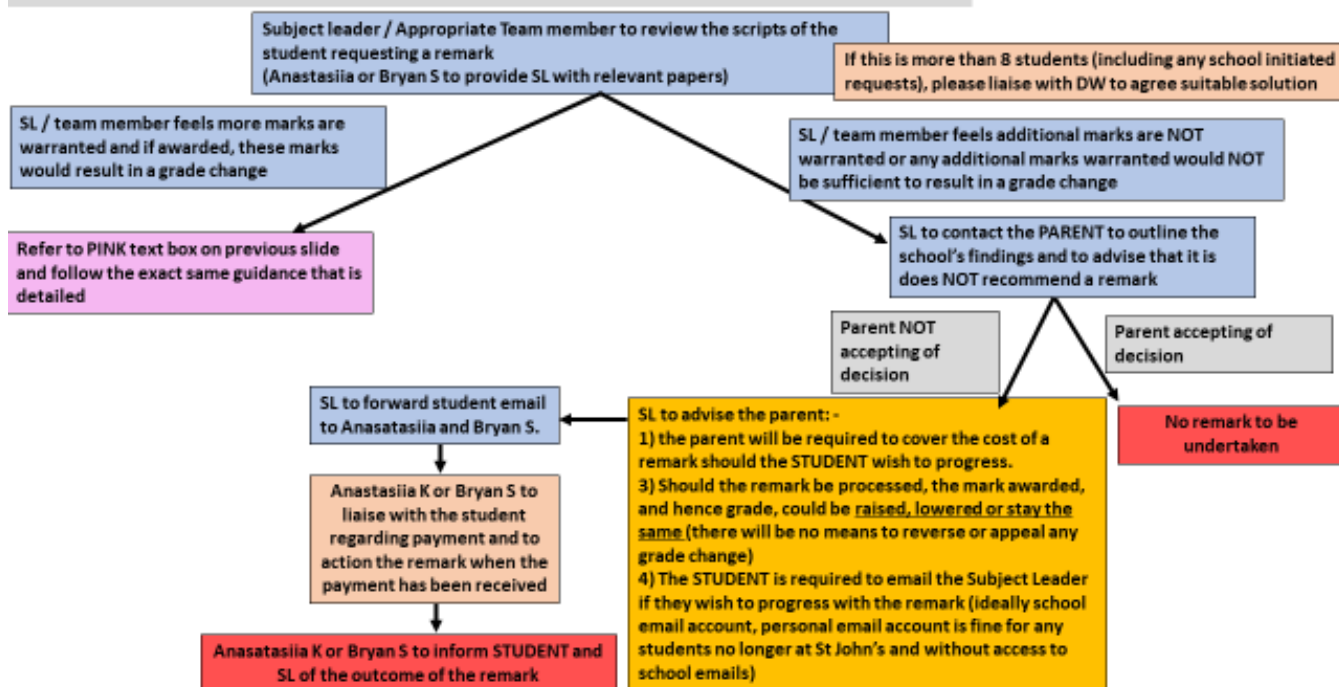 Subject leader / Appropriate Team member to review the scripts of the
student requesting a remark
(Anastasiia or Bryan S to provide SL with relevant papers)
If this is more than 8 students (including any school initiated
requests), please liaise with DW to agree suitable solution
SL / team member feels more marks are
warranted and if awarded, these marks
would result in a grade change
SL / team member feels additional marks are NOT
warranted or any additional marks warranted would NOT
be sufficient to result in a grade change
Refer to PINK text box on previous slide
and follow the exact same guidance that is
detailed
SL to contact the PARENT to outline the
school's findings and to advise that it is
does NOT recommend a remark
Parent NOT
accepting of
decision
Parent accepting of
decision
SL to forward student email
to Anasatasiia and Bryan S.
SL to advise the parent: -
1) the parent will be required to cover the cost of a
remark should the STUDENT wish to progress.
3) Should the remark be processed, the mark awarded,
and hence grade, could be raised, lowered or stay the
same (there will be no means to reverse or appeal any
grade change)
4) The STUDENT is required to email the Subject Leader
if they wish to progress with the remark (ideally school
email account, personal email account is fine for any
students no longer at St John's and without access to
school emails)
No remark to be
undertaken
Anastasiia K or Bryan S to
liaise with the student
regarding payment and to
action the remark when the
payment has been received
Anasatasiia K or Bryan S to inform STUDENT and
SL of the outcome of the remark